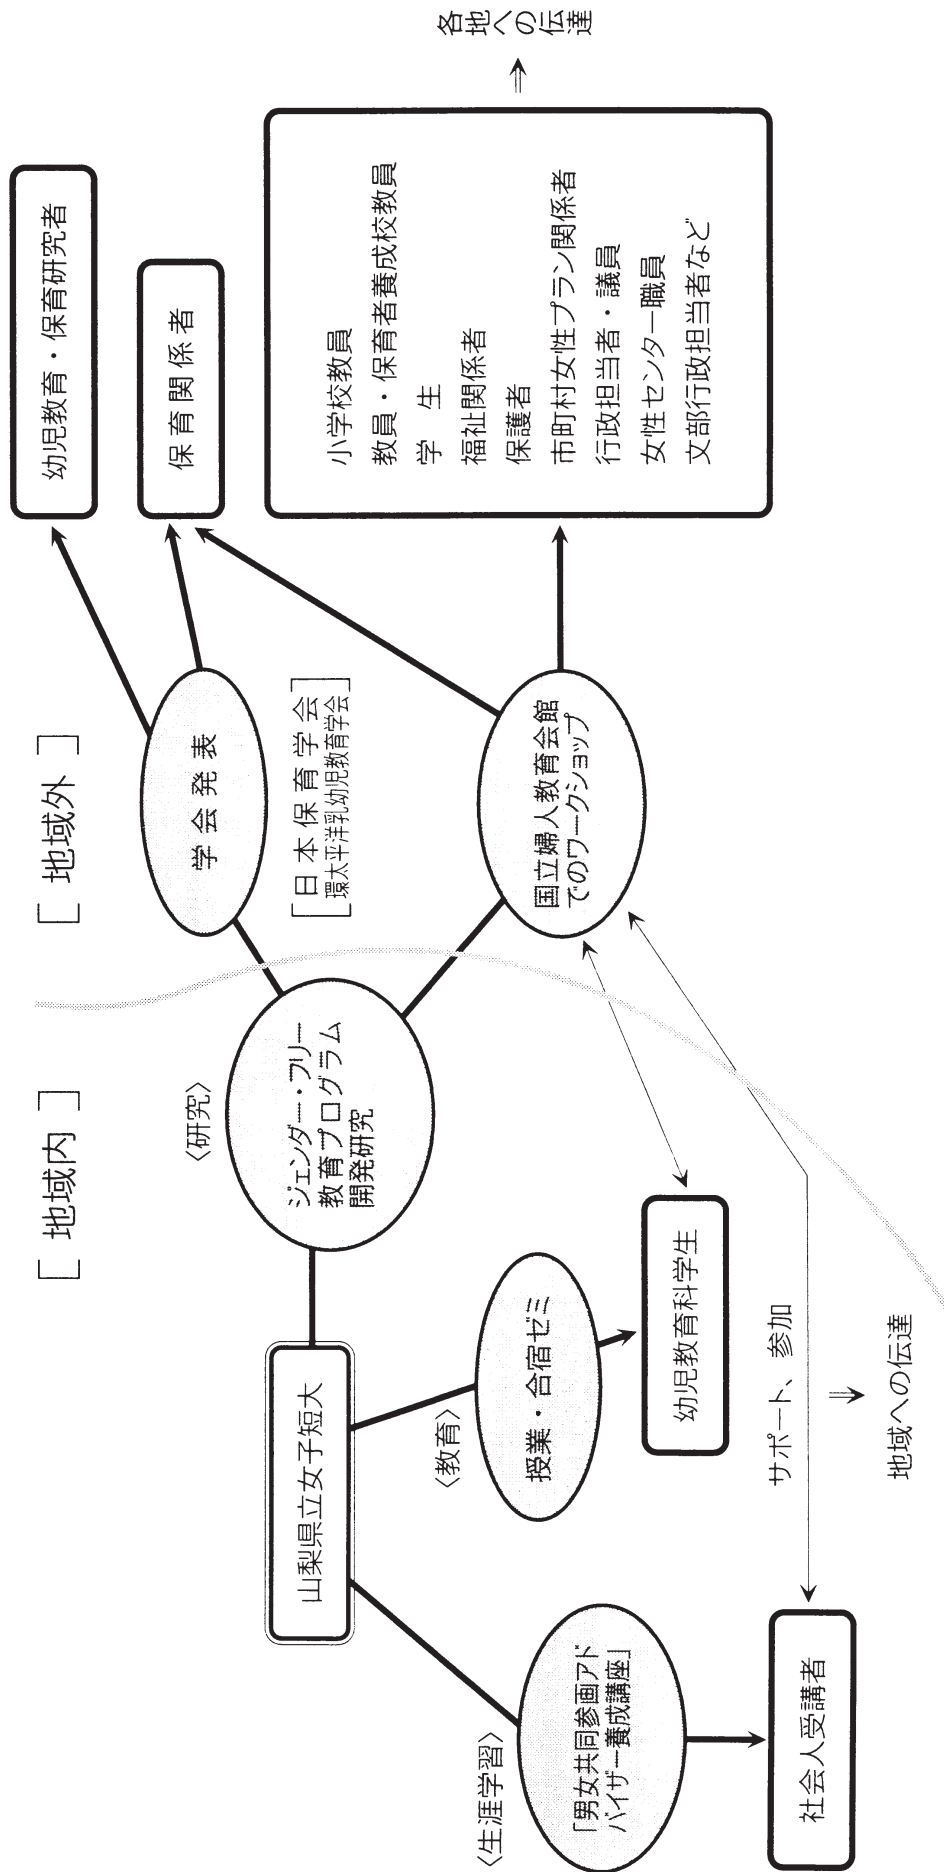 [ 地域内 ]
[ 地域外 ]
山梨県立女子短大
〈研究〉
ジェンダー・フリー
教育プログラム
開発研究
学会発表
[日本保育学会
環太平洋乳幼児教育学会]
幼児教育・保育研究者
保育関係者
国立婦人教育会館
でのワークショップ
小学校教員
教員・保育者養成校教員
学 生
福祉関係者
保護者
市町村女性プラン関係者
行政担当者・議員
女性センター職員
文部行政担当者など
⇒
各地への伝達
〈教育〉
授業・合宿ゼミ
幼児教育科学生
〈生涯学習〉
「男女共同参画アド
バイザー養成講座」
社会人受講者
サポート、参加
⇒
地域への伝達